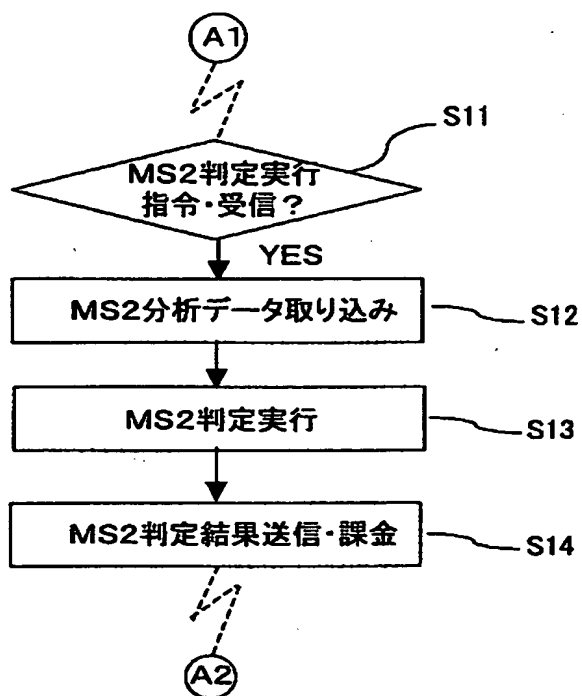 A1
S11
MS2判定実行
指令・受信？
YES
MS2分析データ取り込み
S12
MS2判定実行
S13
MS2判定結果送信・課金
S14
A2